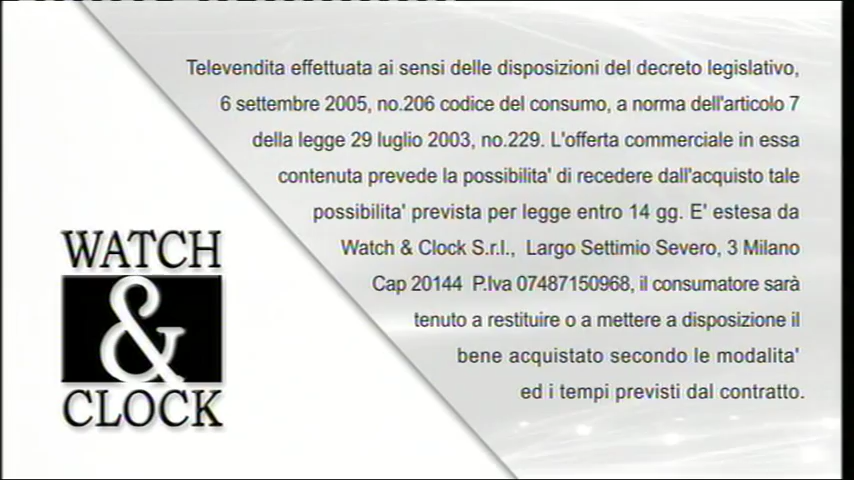 Televendita effettuata ai sensi delle disposizioni del decreto legislativo,
6 settembre 2005, no.206 codice del consumo, a norma dell'articolo 7
della legge 29 luglio 2003, no.229. L'offerta commerciale in essa
contenuta prevede la possibilita' di recedere dall'acquisto tale
possibilita' prevista per legge entro 14 gg. E' estesa da
Watch & Clock S.r.l., Largo Settimio Severo, 3 Milano
Cap 20144 P.Iva 07487150968, il consumatore sarà
tenuto a restituire o a mettere a disposizione il
bene acquistato secondo le modalita'
ed i tempi previsti dal contratto.
WATCH
&
CLOCK